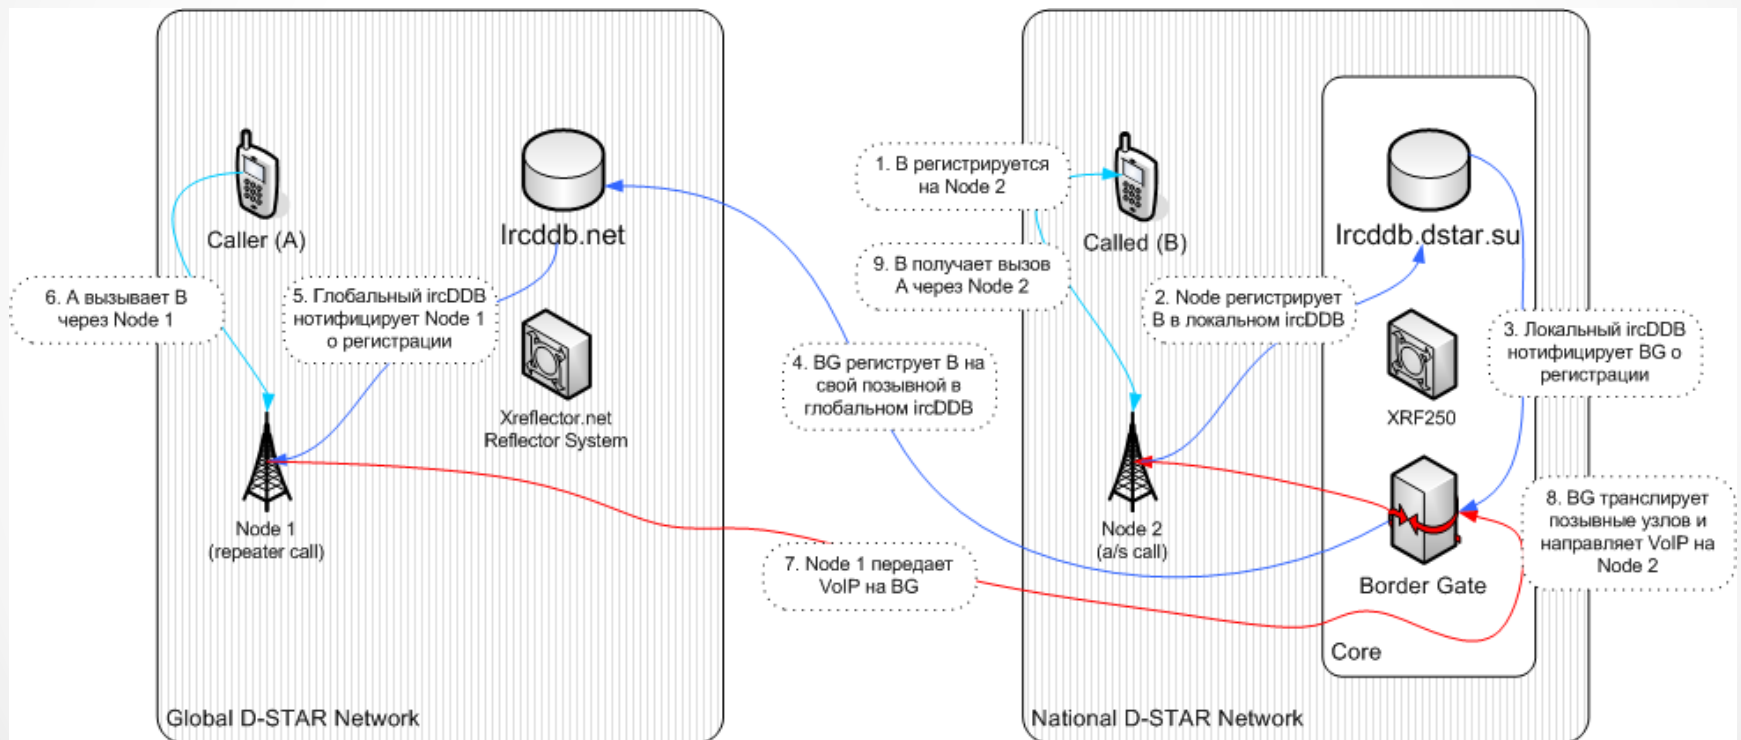 Caller (A)
Ircddb.net
6. А вызывает В
через Node 1
5. Глобальный ircDDB
нотифицирует Node 1
о регистрации
Xreflector.net
Reflector System
Node 1
(repeater call)
Global D-STAR Network
4. BG региструет В на
свой позывной в
глобальном ircDDB
7. Node 1 передает
VoIP на BG
1. В регистрируется
на Node 2
Called (B)
Ircddb.dstar.su
9. В получает вызов
А через Node 2
2. Node регистрирует
В в локальном ircDDB
3. Локальный ircDDB
нотифицирует BG о
регистрации
XRF250
Node 2
(a/s call)
8. BG транслирует
позывные узлов и
направляет VoIP на
Node 2
Border Gate
Core
National D-STAR Network